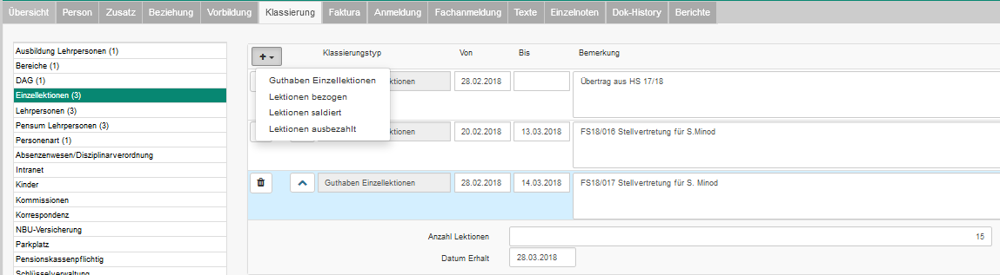 Übersicht Person Zusatz Beziehung Vorbildung Klassierung Faktura Anmeldung Fachanmeldung Texte Einzelnoten Dok-History Berichte
Ausbildung Lehrpersonen (1)
Bereiche (1)
DAG (1)
Einzellektionen (3)
Lehrpersonen (3)
Pensum Lehrpersonen (3)
Personenart (1)
Absenzenwesen/Disziplinarverordnung
Intranet
Kinder
Kommissionen
Korrespondenz
NBU-Versicherung
Parkplatz
Pensionskassenpflichtig
Schlüsselverwaltung
+ Klassierungstyp Von Bis Bemerkung
Guthaben Einzellektionen
Lektionen bezogen
Lektionen saldiert
Lektionen ausbezahlt
ktionen 28.02.2018 Übertrag aus HS 17/18
ktionen 20.02.2018 13.03.2018 FS18/016 Stellvertretung für S.Minod
Guthaben Einzellektionen 28.02.2018 14.03.2018 FS18/017 Stellvertretung für S. Minod
Anzahl Lektionen 15
Datum Erhalt 28.03.2018